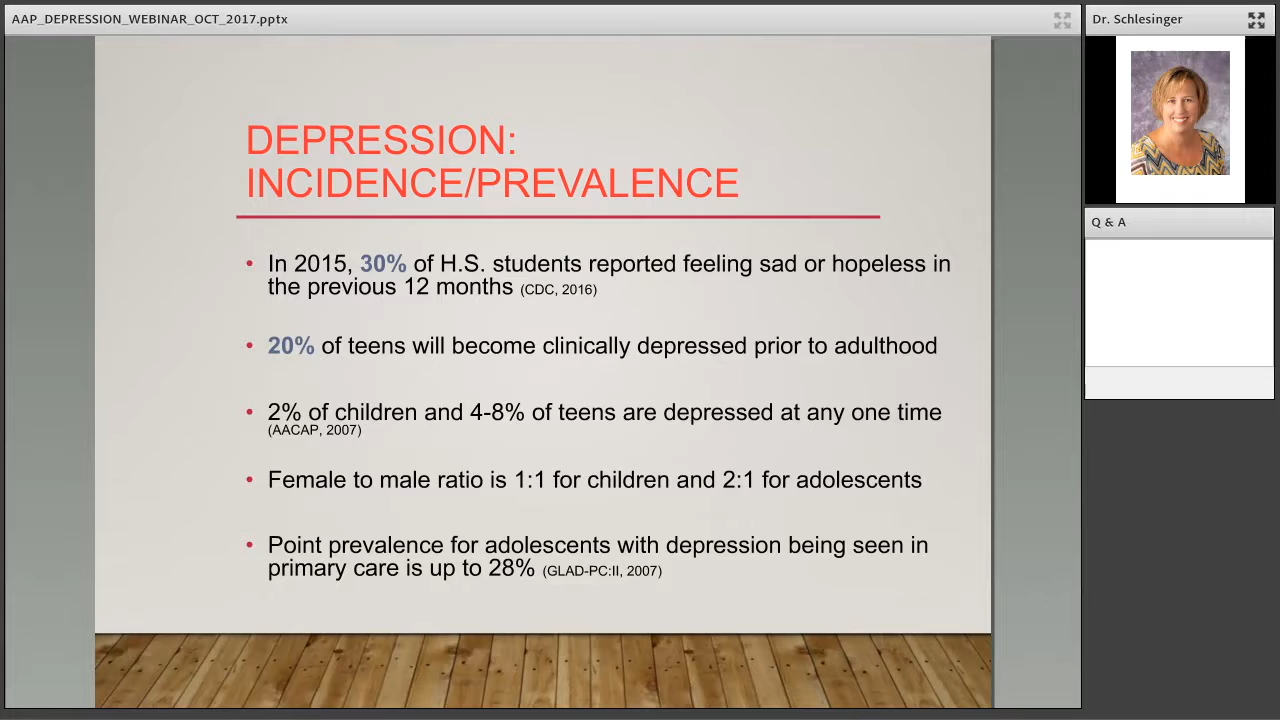 AAP_DEPRESSION_WEBINAR_OCT_2017.pptx
Dr. Schlesinger
Q & A
DEPRESSION:
INCIDENCE/PREVALENCE
• In 2015, 30% of H.S. students reported feeling sad or hopeless in
the previous 12 months (CDC, 2016)
• 20% of teens will become clinically depressed prior to adulthood
• 2% of children and 4-8% of teens are depressed at any one time
(AACAP, 2007)
• Female to male ratio is 1:1 for children and 2:1 for adolescents
• Point prevalence for adolescents with depression being seen in
primary care is up to 28% (GLAD-PC:II, 2007)